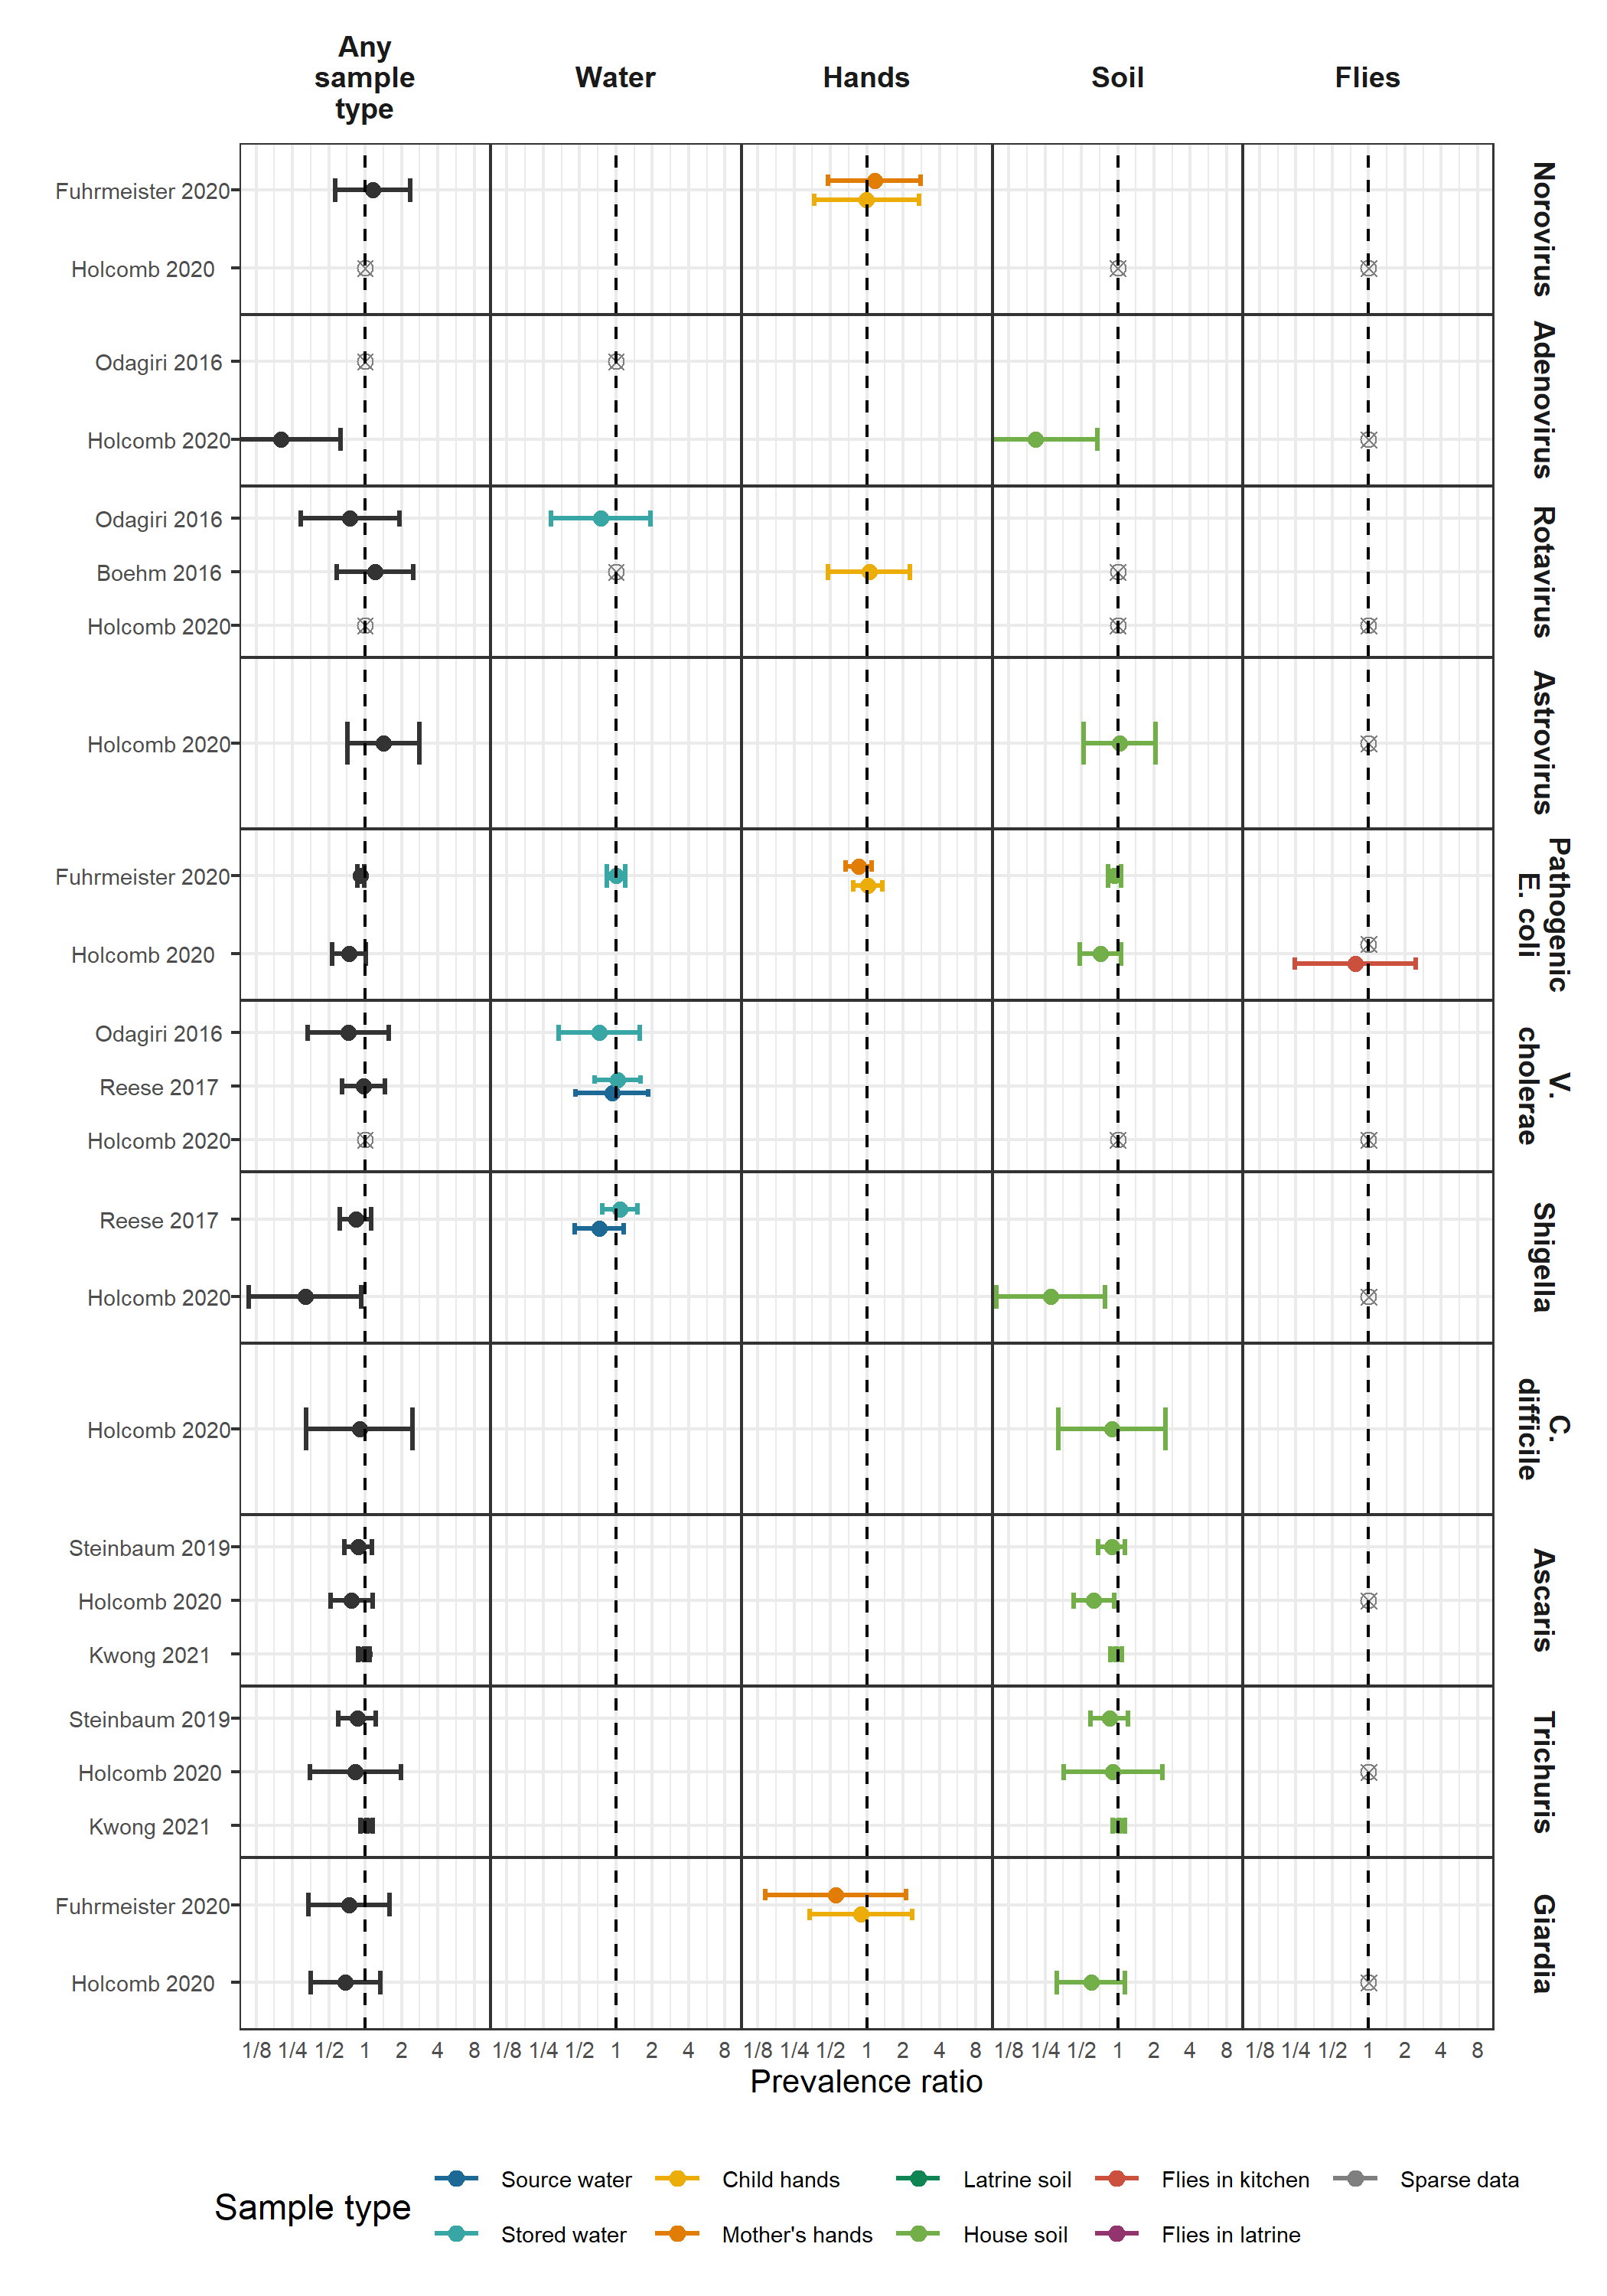 Any
sample
type
Water
Hands
Soil
Flies
Fuhrmeister 2020
Holcomb 2020
Norovirus
Odagiri 2016
Holcomb 2020
Adenovirus
Odagiri 2016
Boehm 2016
Holcomb 2020
Rotavirus
Holcomb 2020
Astrovirus
Fuhrmeister 2020
Holcomb 2020
Pathogenic
E. coli
Odagiri 2016
Reese 2017
Holcomb 2020
V.
cholerae
Reese 2017
Holcomb 2020
Shigella
Holcomb 2020
C.
difficile
Steinbaum 2019
Holcomb 2020
Kwong 2021
Ascaris
Steinbaum 2019
Holcomb 2020
Kwong 2021
Trichuris
Fuhrmeister 2020
Holcomb 2020
Giardia
1/8 1/4 1/2 1 2 4 8 1/8 1/4 1/2 1 2 4 8 1/8 1/4 1/2 1 2 4 8 1/8 1/4 1/2 1 2 4 8 1/8 1/4 1/2 1 2 4 8
Prevalence ratio
Sample type
Source water
Child hands
Latrine soil
Flies in kitchen
Sparse data
Stored water
Mother's hands
House soil
Flies in latrine